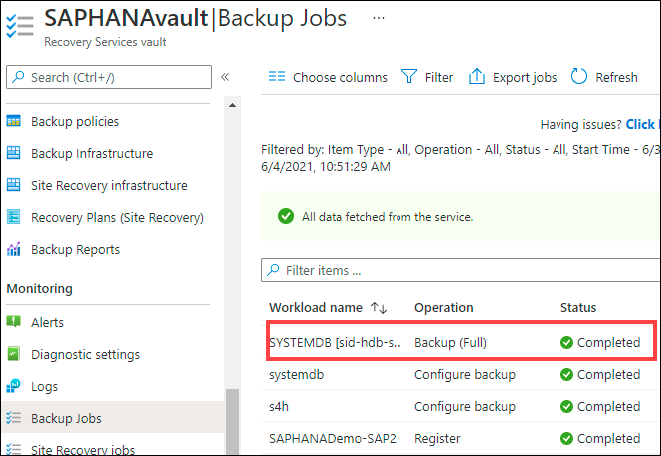 SAPHANAvault|Backup Jobs ...
Recovery Services vault
Search (Ctrl+/)
«
Choose columns
Filter
Export jobs
Refresh
Backup policies
Backup Infrastructure
Site Recovery infrastructure
Recovery Plans (Site Recovery)
Backup Reports
Monitoring
Alerts
Diagnostic settings
Logs
Backup Jobs
Site Recovery jobs
Having issues? Click
Filtered by: Item Type - All, Operation - All, Status - All, Start Time - 6/3
6/4/2021, 10:51:29 AM
All data fetched from the service.
Filter items ...
Workload name ↑↓ Operation Status
SYSTEMDB [sid-hdb-s.. Backup (Full) Completed
systemdb Configure backup Completed
s4h Configure backup Completed
SAPHANADemo-SAP2 Register Completed